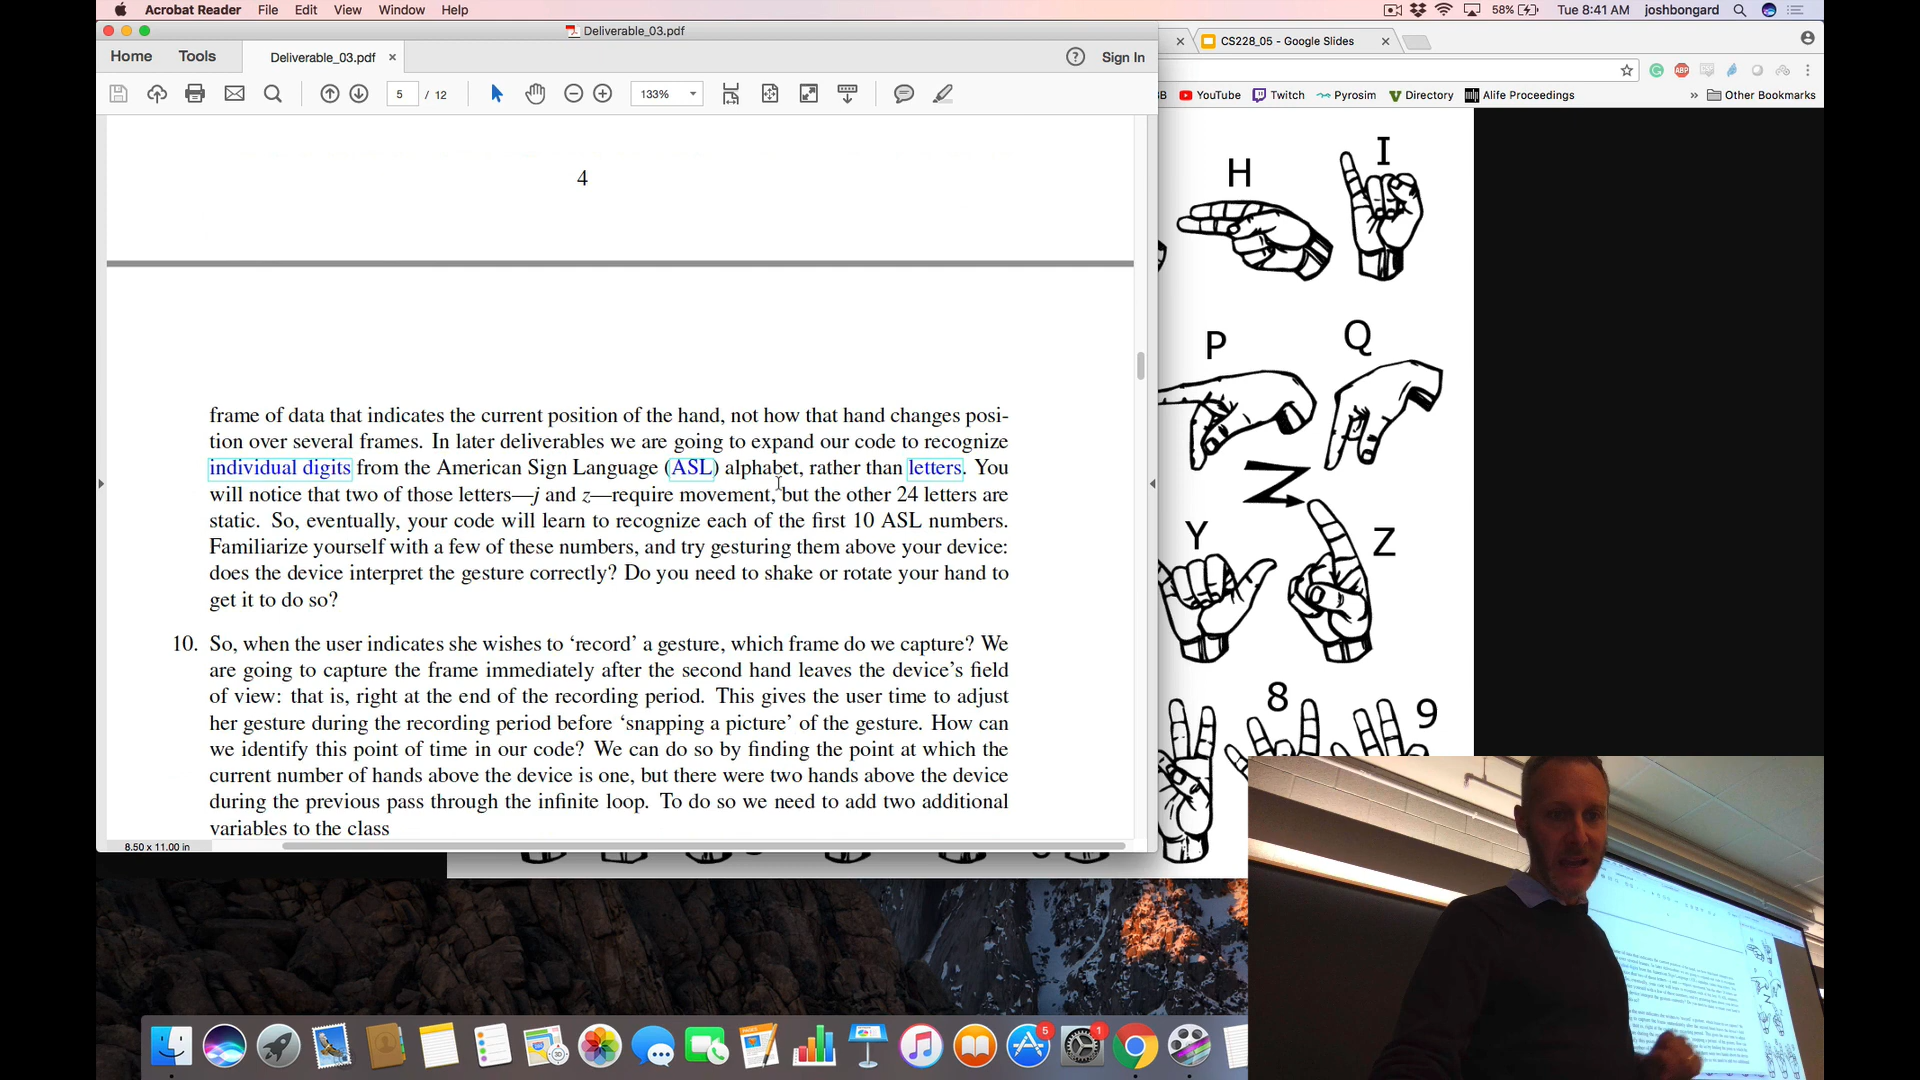 Acrobat Reader File Edit View Window Help
58% Tue 8:41 AM joshbongard
Deliverable_03.pdf
Home Tools Deliverable_03.pdf × Sign In
5 / 12 133%
CS228_05 - Google Slides
YouTube Twitch Pyrosim Directory Alife Proceedings » Other Bookmarks
4
frame of data that indicates the current position of the hand, not how that hand changes posi-
tion over several frames. In later deliverables we are going to expand our code to recognize
individual digits from the American Sign Language (ASL) alphabet, rather than letters. You
will notice that two of those letters—j and z—require movement, but the other 24 letters are
static. So, eventually, your code will learn to recognize each of the first 10 ASL numbers.
Familiarize yourself with a few of these numbers, and try gesturing them above your device:
does the device interpret the gesture correctly? Do you need to shake or rotate your hand to
get it to do so?
10. So, when the user indicates she wishes to ‘record’ a gesture, which frame do we capture? We
are going to capture the frame immediately after the second hand leaves the device’s field
of view: that is, right at the end of the recording period. This gives the user time to adjust
her gesture during the recording period before ‘snapping a picture’ of the gesture. How can
we identify this point of time in our code? We can do so by finding the point at which the
current number of hands above the device is one, but there were two hands above the device
during the previous pass through the infinite loop. To do so we need to add two additional
variables to the class
8.50 x 11.00 in
H I
P Q
Y Z
8 9
5 1